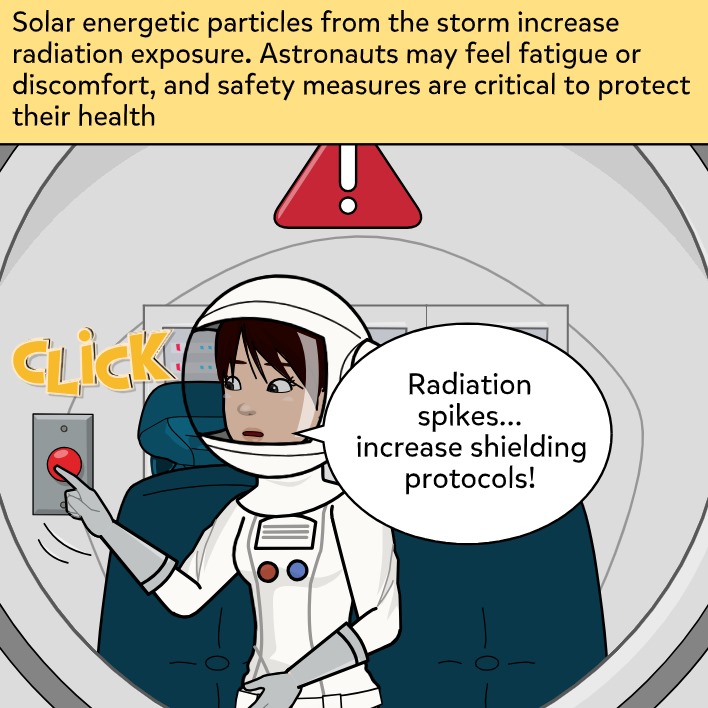 Solar energetic particles from the storm increase
radiation exposure. Astronauts may feel fatigue or
discomfort, and safety measures are critical to protect
their health
CLiCK
Radiation
spikes...
increase shielding
protocols!